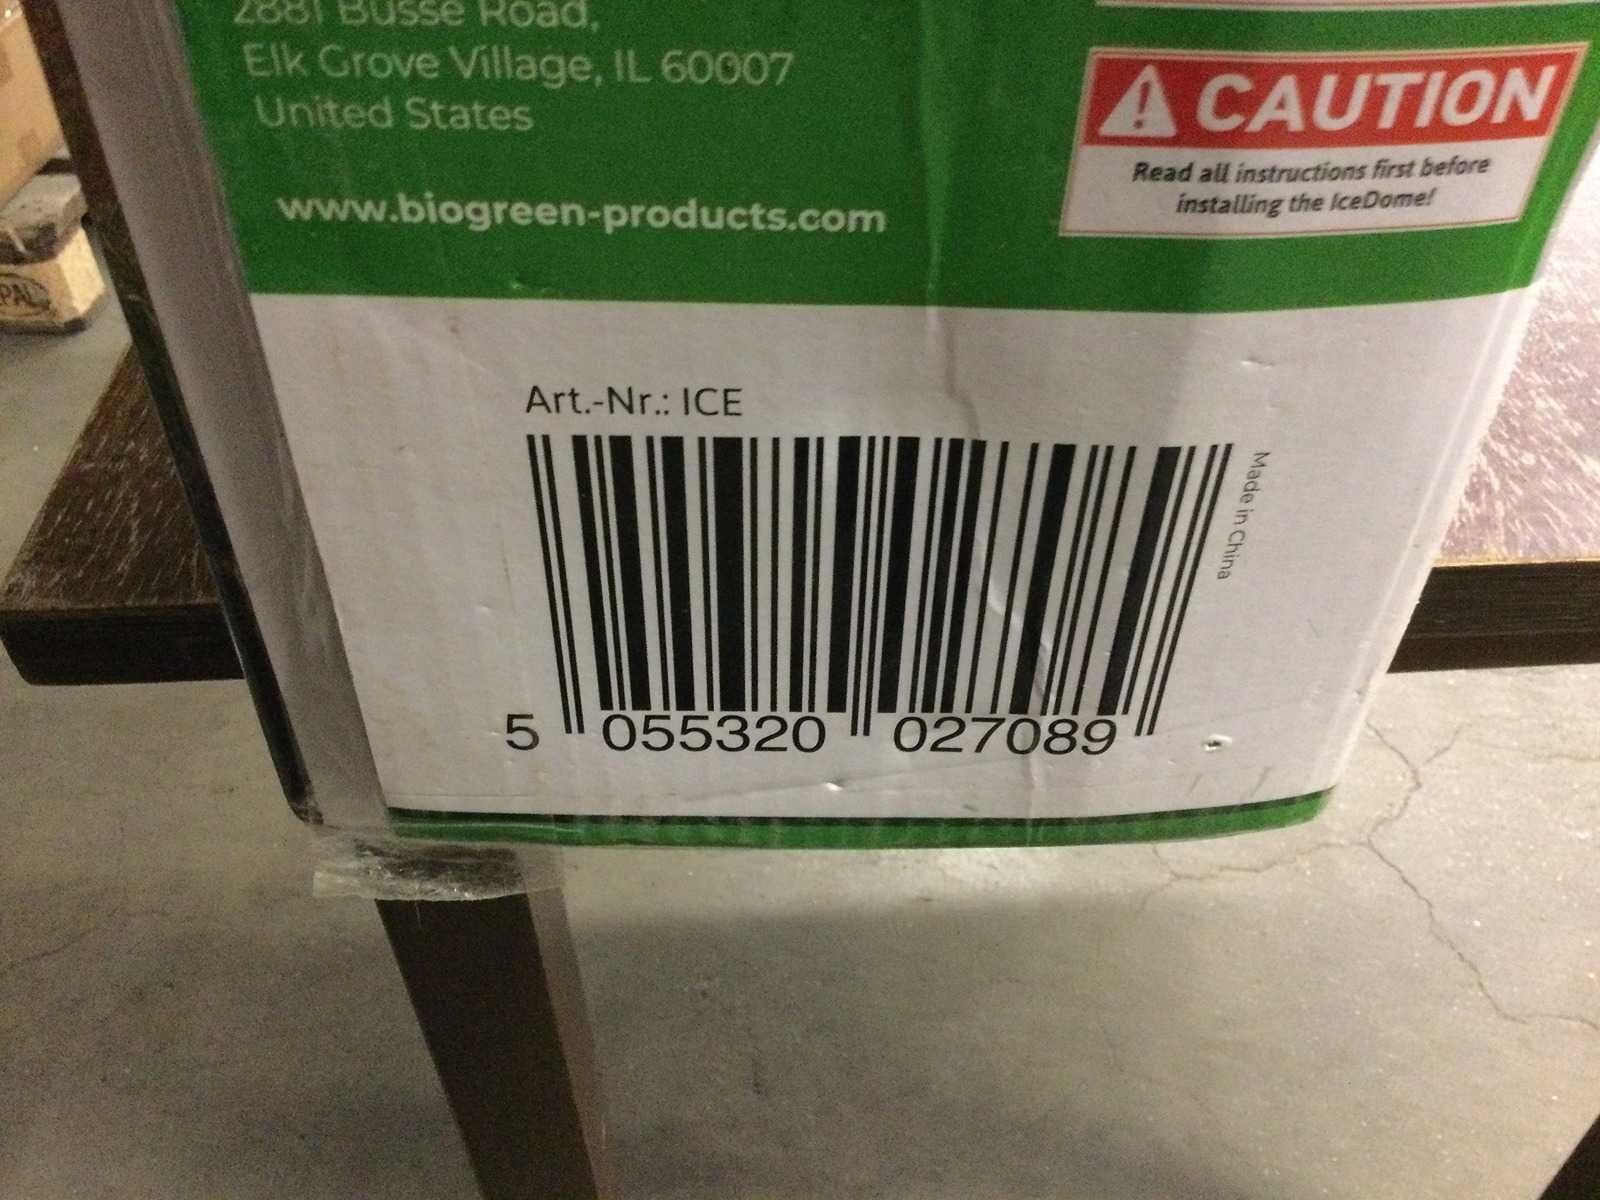 2881 Busse Road,
Elk Grove Village, IL 60007
United States
www.biogreen-products.com
CAUTION
Read all instructions first before
installing the IceDome!
Art.-Nr.: ICE
Made in China
5 055320 027089